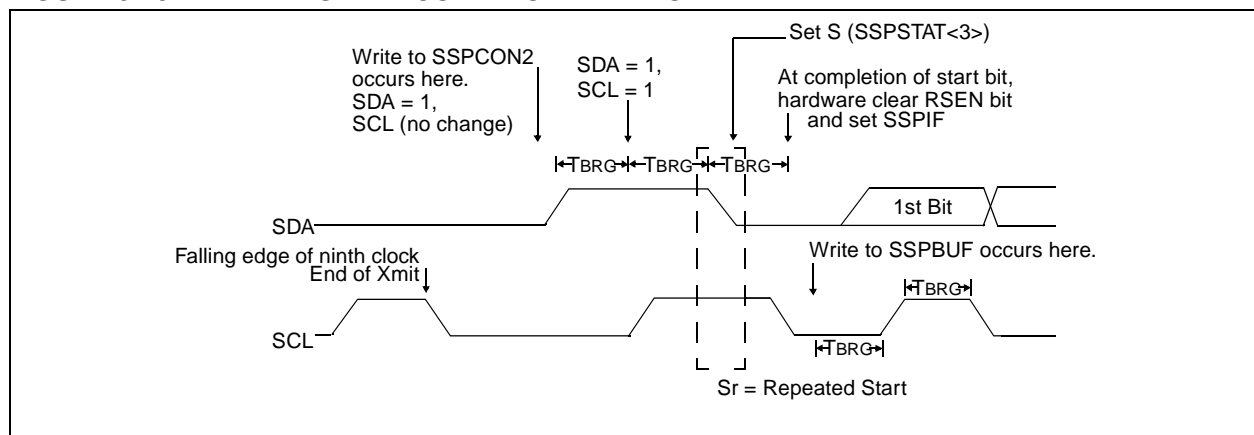 Set S (SSPSTAT<3>)
Write to SSPCON2
occurs here.
SDA = 1,
SCL (no change)
SDA = 1,
SCL = 1
At completion of start bit,
hardware clear RSEN bit
and set SSPIF
TBRG
TBRG
TBRG
SDA
1st Bit
Falling edge of ninth clock
End of Xmit
Write to SSPBUF occurs here.
TBRG
SCL
TBRG
Sr = Repeated Start